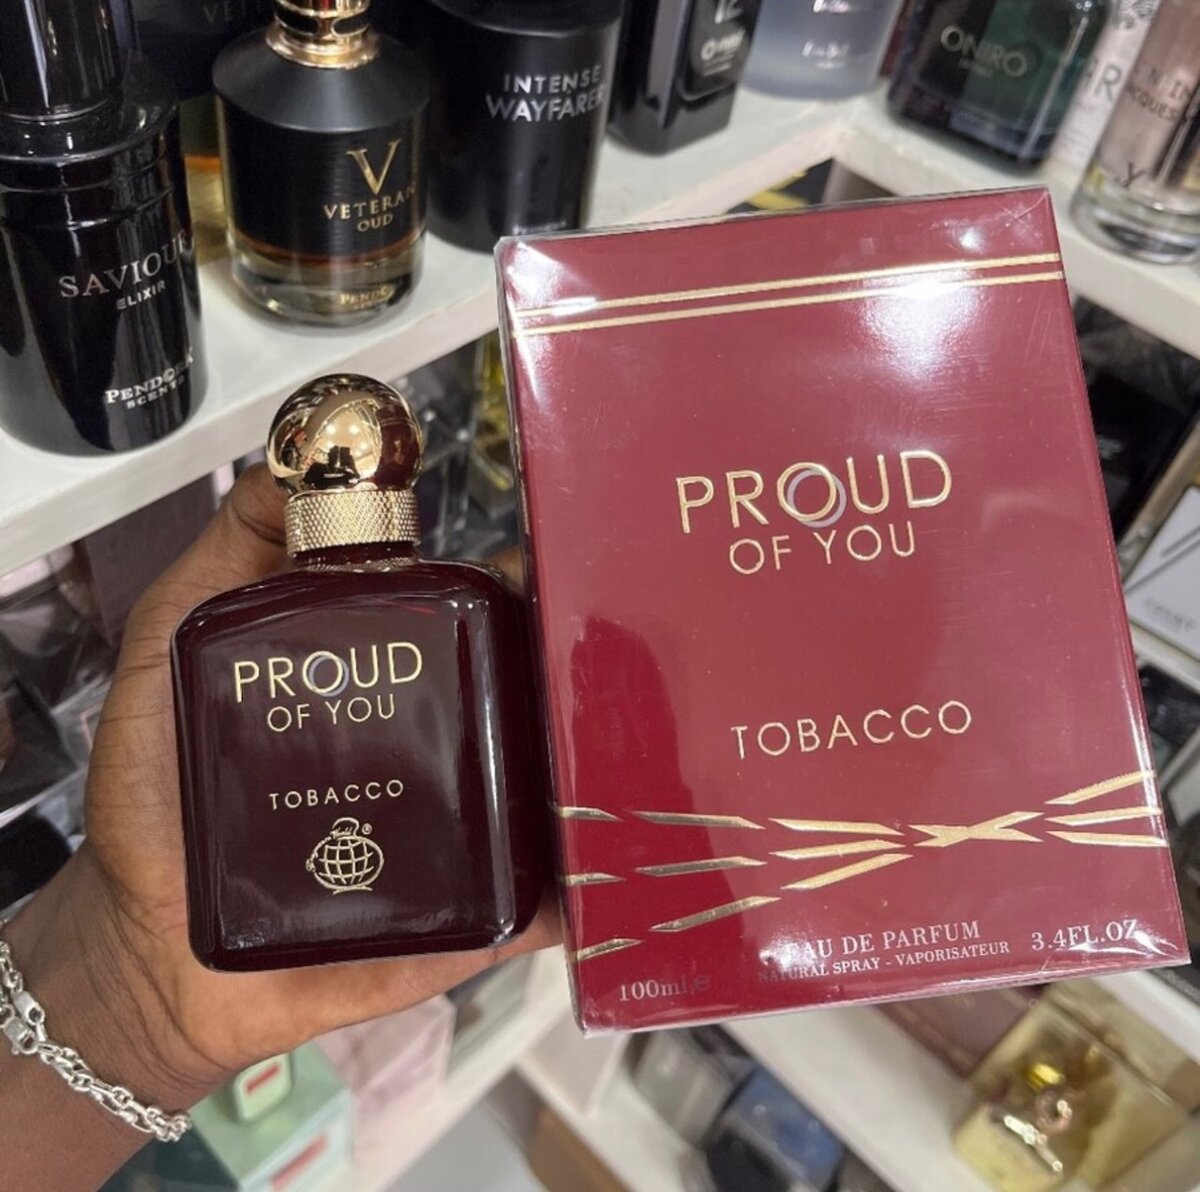 SAVIOUR
ELIXIR
PENDORA
SCENTS
V
VETERAN
OUD
INTENSE
WAYFARER
ONIRO
PROUD
OF YOU
TOBACCO
World
®
PROUD
OF YOU
TOBACCO
EAU DE PARFUM
NATURAL SPRAY - VAPORISATEUR
100ml.e
3.4FL.OZ